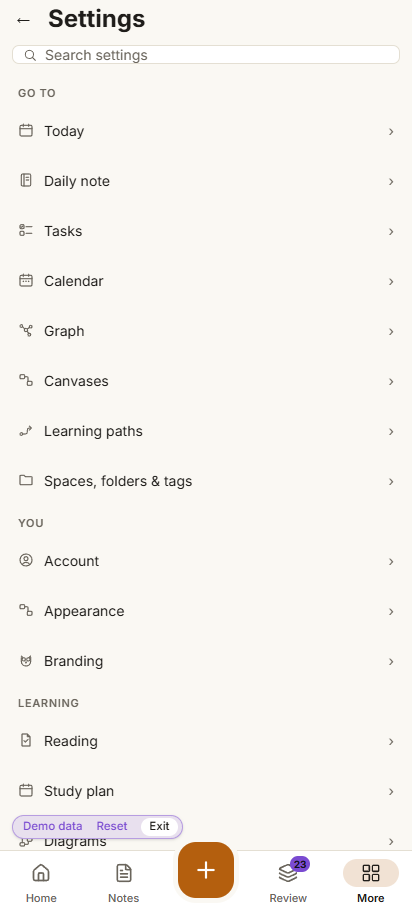 ← Settings
Search settings
GO TO
Today
Daily note
Tasks
Calendar
Graph
Canvases
Learning paths
Spaces, folders & tags
YOU
Account
Appearance
Branding
LEARNING
Reading
Study plan
Demo data Reset Exit
Diagrams
23
Home Notes Review More